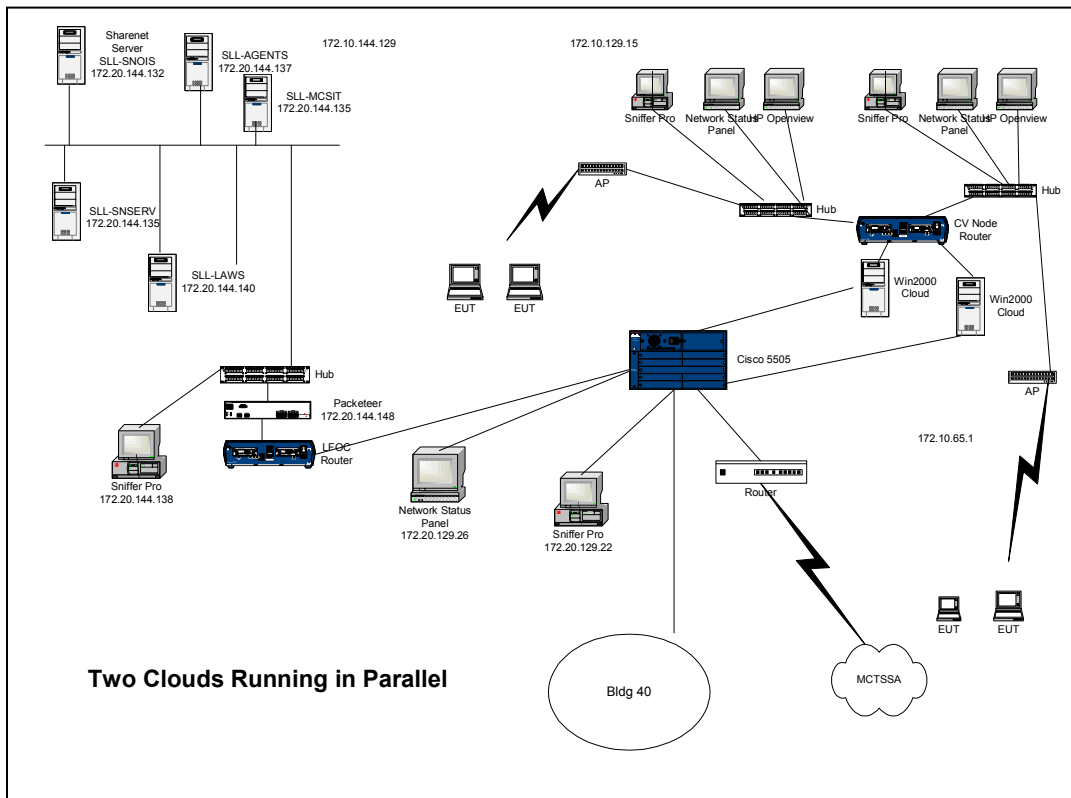 Sharenet
Server
SLL-SNOIS
172.20.144.132
SLL-AGENTS
172.20.144.137
SLL-MCSIT
172.20.144.135
172.10.144.129
172.10.129.15
Sniffer Pro
Network Status
Panel
HP Openview
Sniffer Pro
Network Status
Panel
HP Openview
AP
Hub
Hub
CV Node
Router
SLL-SNSERV
172.20.144.135
SLL-LAWS
172.20.144.140
EUT
EUT
Win2000
Cloud
Win2000
Cloud
Cisco 5505
Hub
Packeteer
172.20.144.148
LFOC
Router
AP
172.10.65.1
Sniffer Pro
172.20.144.138
Network Status
Panel
172.20.129.26
Sniffer Pro
172.20.129.22
Router
EUT
EUT
Two Clouds Running in Parallel
Bldg 40
MCTSSA